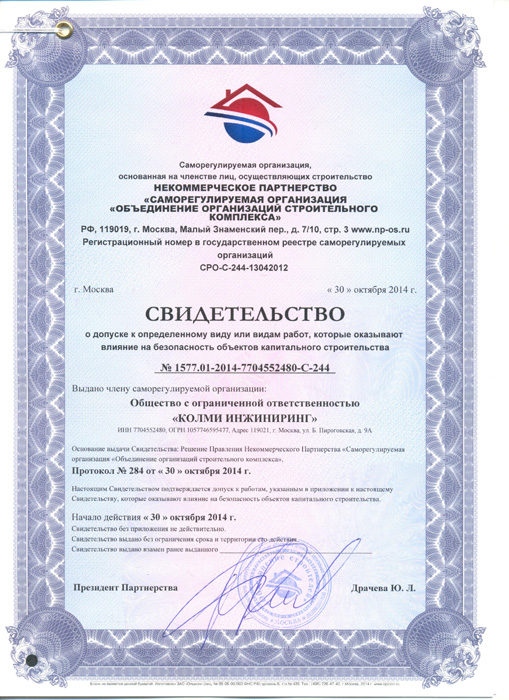 Саморегулируемая организация,
основанная на членстве лиц, осуществляющих строительство
НЕКОММЕРЧЕСКОЕ ПАРТНЕРСТВО
«САМОРЕГУЛИРУЕМАЯ ОРГАНИЗАЦИЯ
«ОБЪЕДИНЕНИЕ ОРГАНИЗАЦИЙ СТРОИТЕЛЬНОГО
КОМПЛЕКСА»
РФ, 119019, г. Москва, Малый Знаменский пер., д. 7/10, стр. 3 www.np-os.ru
Регистрационный номер в государственном реестре саморегулируемых
организаций
СРО-С-244-13042012
г. Москва « 30 » октября 2014 г.
СВИДЕТЕЛЬСТВО
о допуске к определенному виду или видам работ, которые оказывают
влияние на безопасность объектов капитального строительства
№ 1577.01-2014-7704552480-С-244
Выдано члену саморегулируемой организации:
Общество с ограниченной ответственностью
«КОЛМИ ИНЖИНИРИНГ»
ИНН 7704552480, ОГРН 1057746595477, Адрес 119021, г. Москва, ул. Б. Пироговская, д. 9А
Основание выдачи Свидетельства: Решение Правления Некоммерческого Партнерства «Саморегулируемая
организация «Объединение организаций строительного комплекса»,
Протокол № 284 от « 30 » октября 2014 г.
Настоящим Свидетельством подтверждается допуск к работам, указанным в приложении к настоящему
Свидетельству, которые оказывают влияние на безопасность объектов капитального строительства.
Начало действия « 30 » октября 2014 г.
Свидетельство без приложения не действительно.
Свидетельство выдано без ограничения срока и территории его действия.
Свидетельство выдано взамен ранее выданного
Президент Партнерства Драчева Ю. Л.